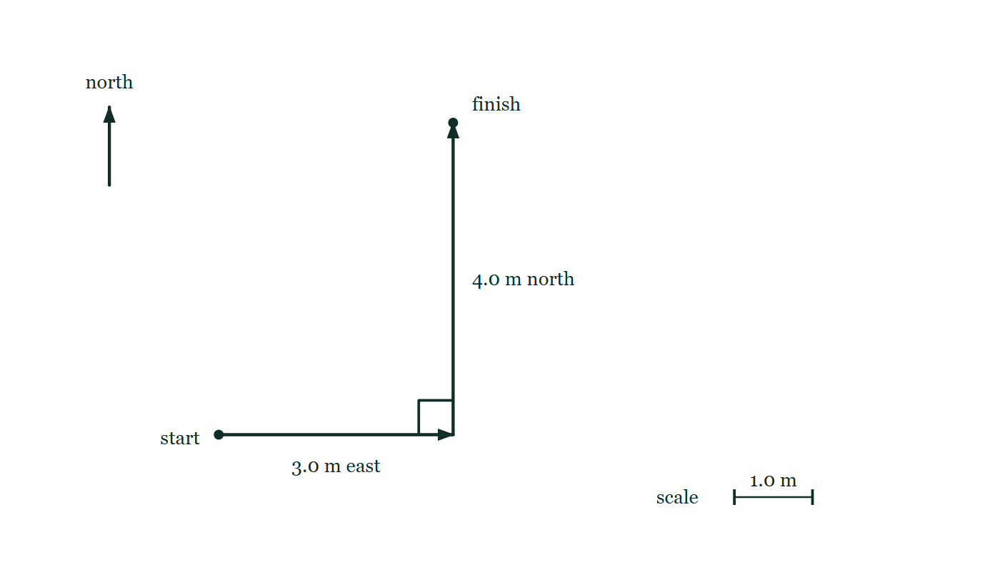 north
finish
4.0 m north
start
3.0 m east
1.0 m
scale